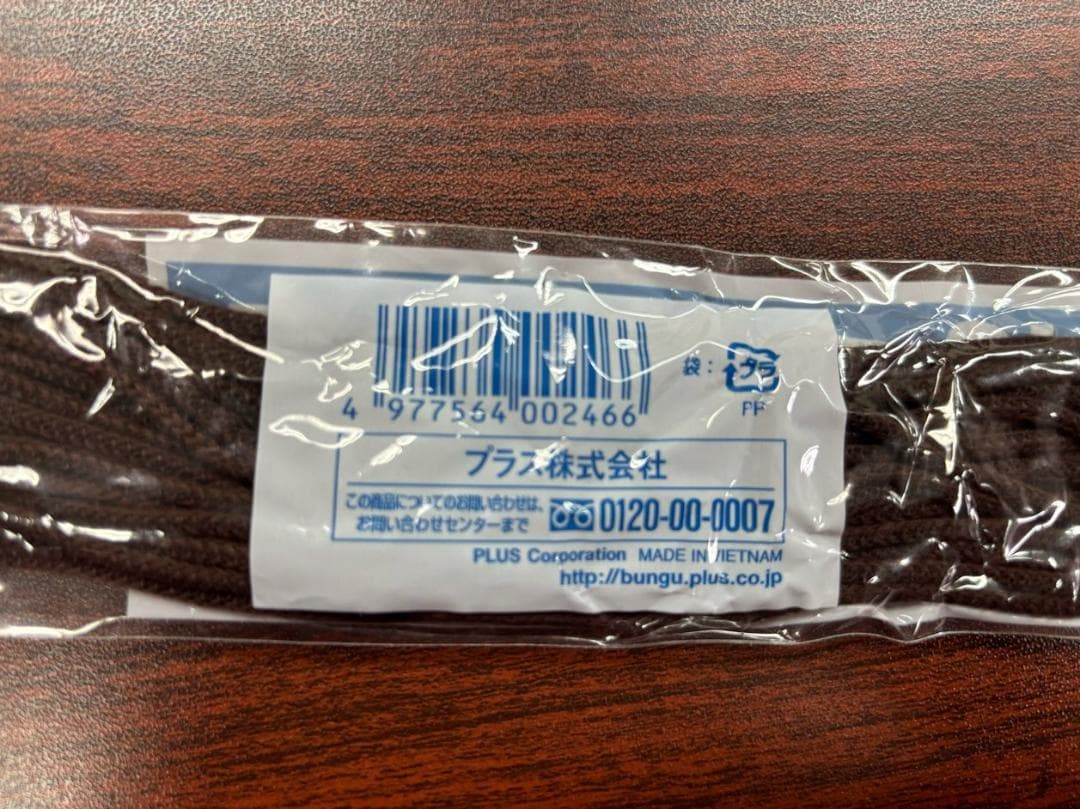 袋: プラ
PP
4 977564 002466
プラス株式会社
この商品についてのお問い合わせは、
お問い合わせセンターまで
0120-00-0007
PLUS Corporation MADE IN VIETNAM
http://bungu.plus.co.jp